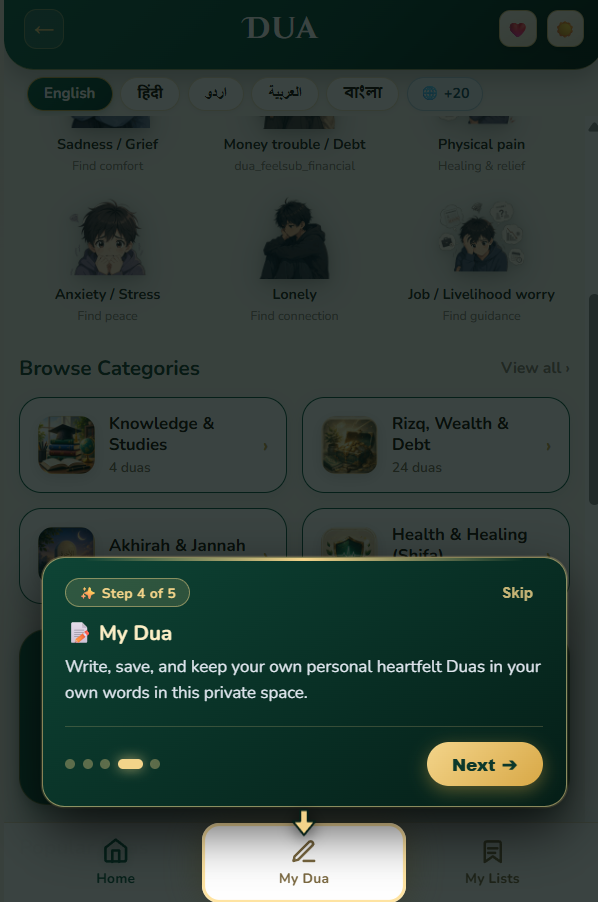 ←
DUA
English
हिंदी
اردو
العربية
বাংলা
+20
Sadness / Grief
Find comfort
Money trouble / Debt
dua_feelsub_financial
Physical pain
Healing & relief
Anxiety / Stress
Find peace
Lonely
Find connection
Job / Livelihood worry
Find guidance
Browse Categories
View all ›
Knowledge &
Studies
4 duas
›
Rizq, Wealth &
Debt
24 duas
›
Akhirah & Jannah
Health & Healing
(Shifa)
✨ Step 4 of 5
Skip
📝 My Dua
Write, save, and keep your own personal heartfelt Duas in your
own words in this private space.
Next ➔
Home
My Dua
My Lists